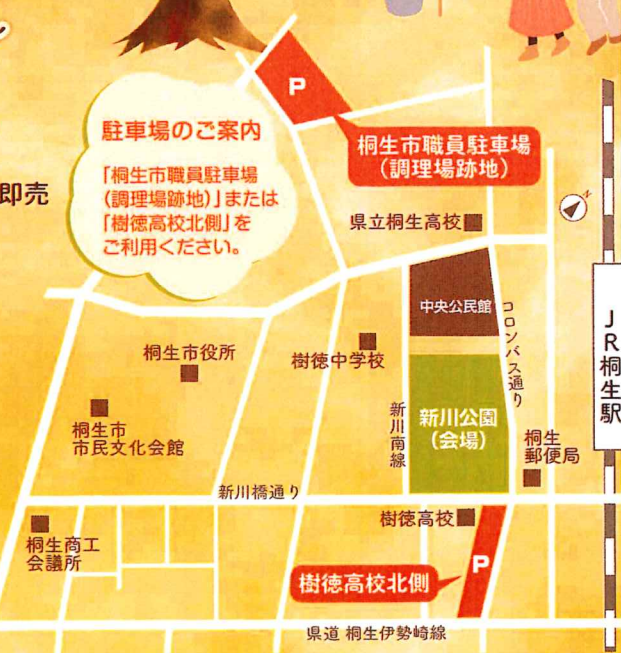 P
駐車場のご案内
「桐生市職員駐車場
(調理場跡地)」または
「樹徳高校北側」を
ご利用ください。
桐生市職員駐車場
(調理場跡地)
即売
県立桐生高校
N
中央公民館
コロンバス通り
JR桐生駅
桐生市役所
樹徳中学校
新川南線
新川公園
(会場)
桐生市
市民文化会館
桐生
郵便局
新川橋通り
樹徳高校
桐生商工
会議所
P
樹徳高校北側
県道 桐生伊勢崎線